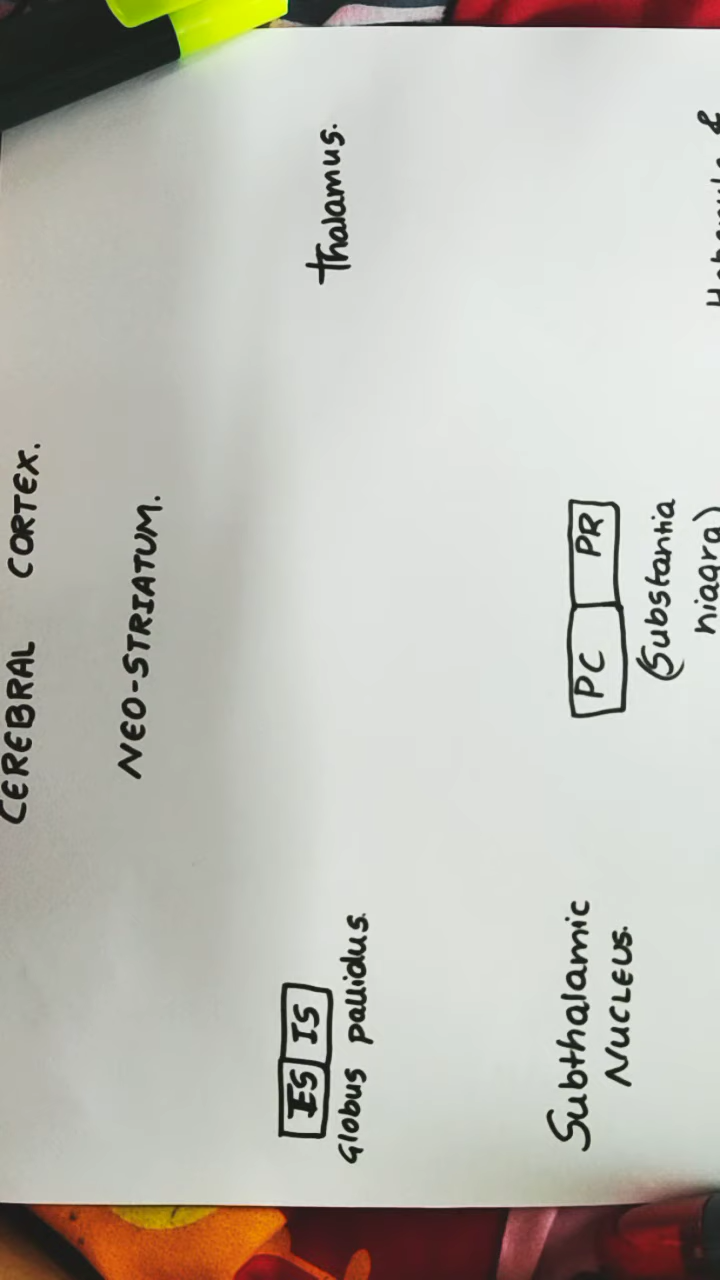 CEREBRAL CORTEX.
NEO-STRIATUM.
ES IS
Globus pallidus.
thalamus.
Subthalamic
NUCLEUS.
PC PR
(Substantia
niagra)